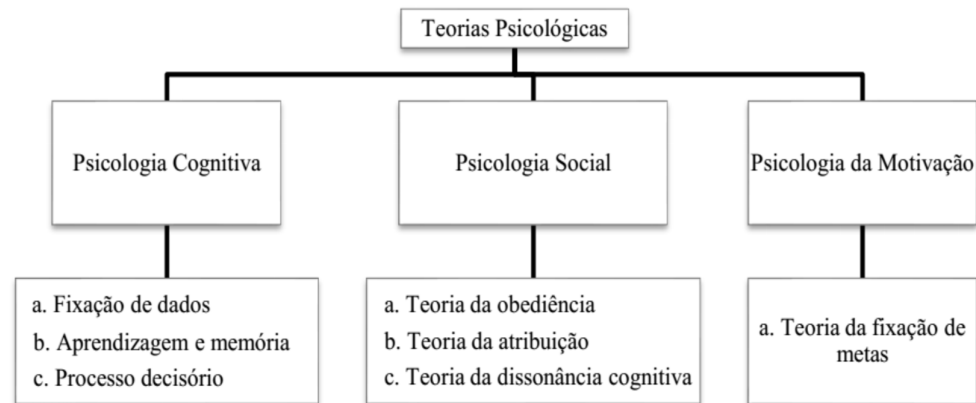 Teorias Psicológicas
Psicologia Cognitiva
Psicologia Social
Psicologia da Motivação
a. Fixação de dados
b. Aprendizagem e memória
c. Processo decisório
a. Teoria da obediência
b. Teoria da atribuição
c. Teoria da dissonância cognitiva
a. Teoria da fixação de
metas